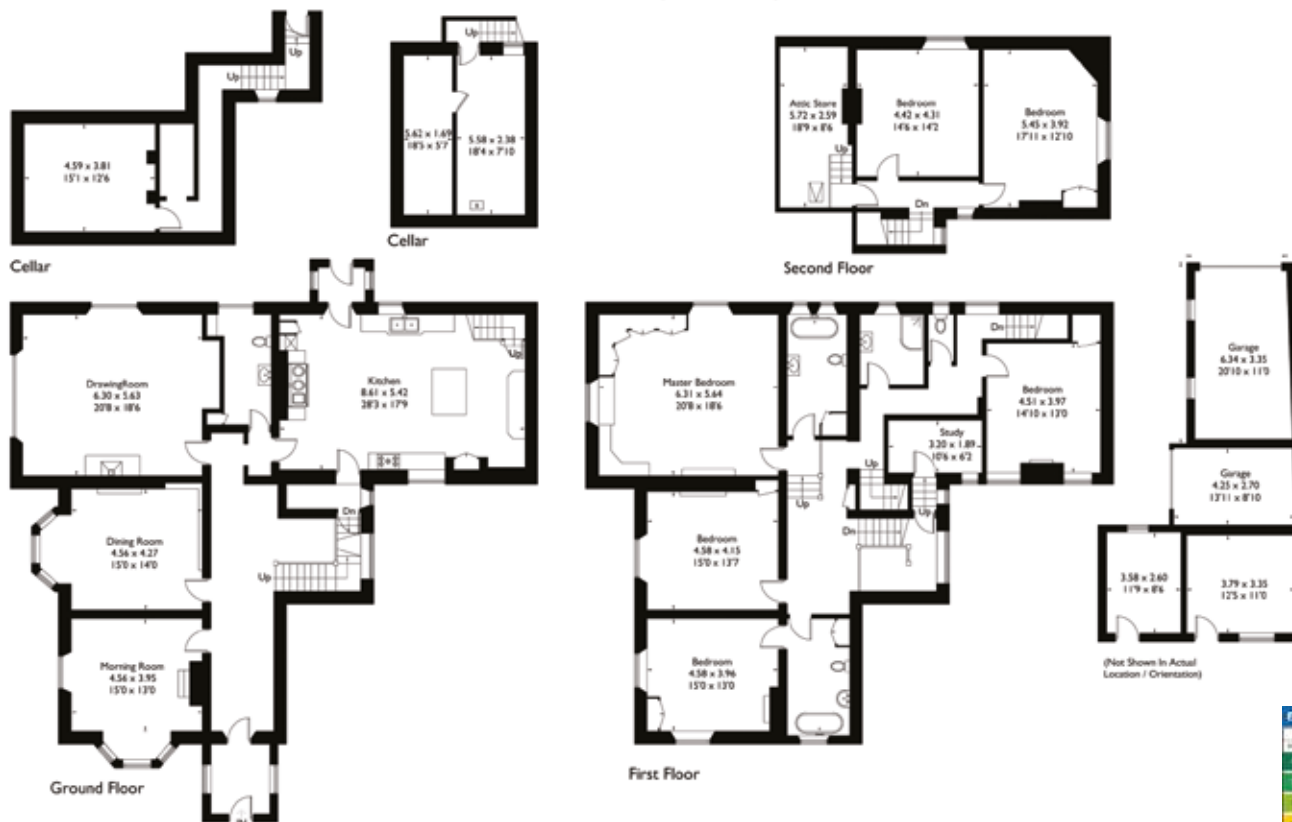 Up
Up
4.59 x 3.81
15'1 x 12'6
Cellar
Up
5.62 x 1.69
18'5 x 5'7
5.58 x 2.38
18'4 x 7'10
Cellar
Attic Store
5.72 x 2.59
18'9 x 8'6
Up
Bedroom
4.42 x 4.31
14'6 x 14'2
Bedroom
5.45 x 3.92
17'11 x 12'10
Dn
Second Floor
DrawingRoom
6.30 x 5.63
20'8 x 18'6
Kitchen
8.61 x 5.42
28'3 x 17'9
Up
Dining Room
4.56 x 4.27
15'0 x 14'0
Dn
Up
Morning Room
4.56 x 3.95
15'0 x 13'0
IN
Ground Floor
Master Bedroom
6.31 x 5.64
20'8 x 18'6
Dn
Bedroom
4.51 x 3.97
14'10 x 13'0
Study
3.20 x 1.89
10'6 x 6'2
Up
Up
Up
Dn
Bedroom
4.58 x 4.15
15'0 x 13'7
Bedroom
4.58 x 3.96
15'0 x 13'0
First Floor
Garage
6.34 x 3.35
20'10 x 11'0
Garage
4.25 x 2.70
13'11 x 8'10
3.58 x 2.60
11'9 x 8'6
3.79 x 3.35
12'5 x 11'0
(Not Shown In Actual
Location / Orientation)